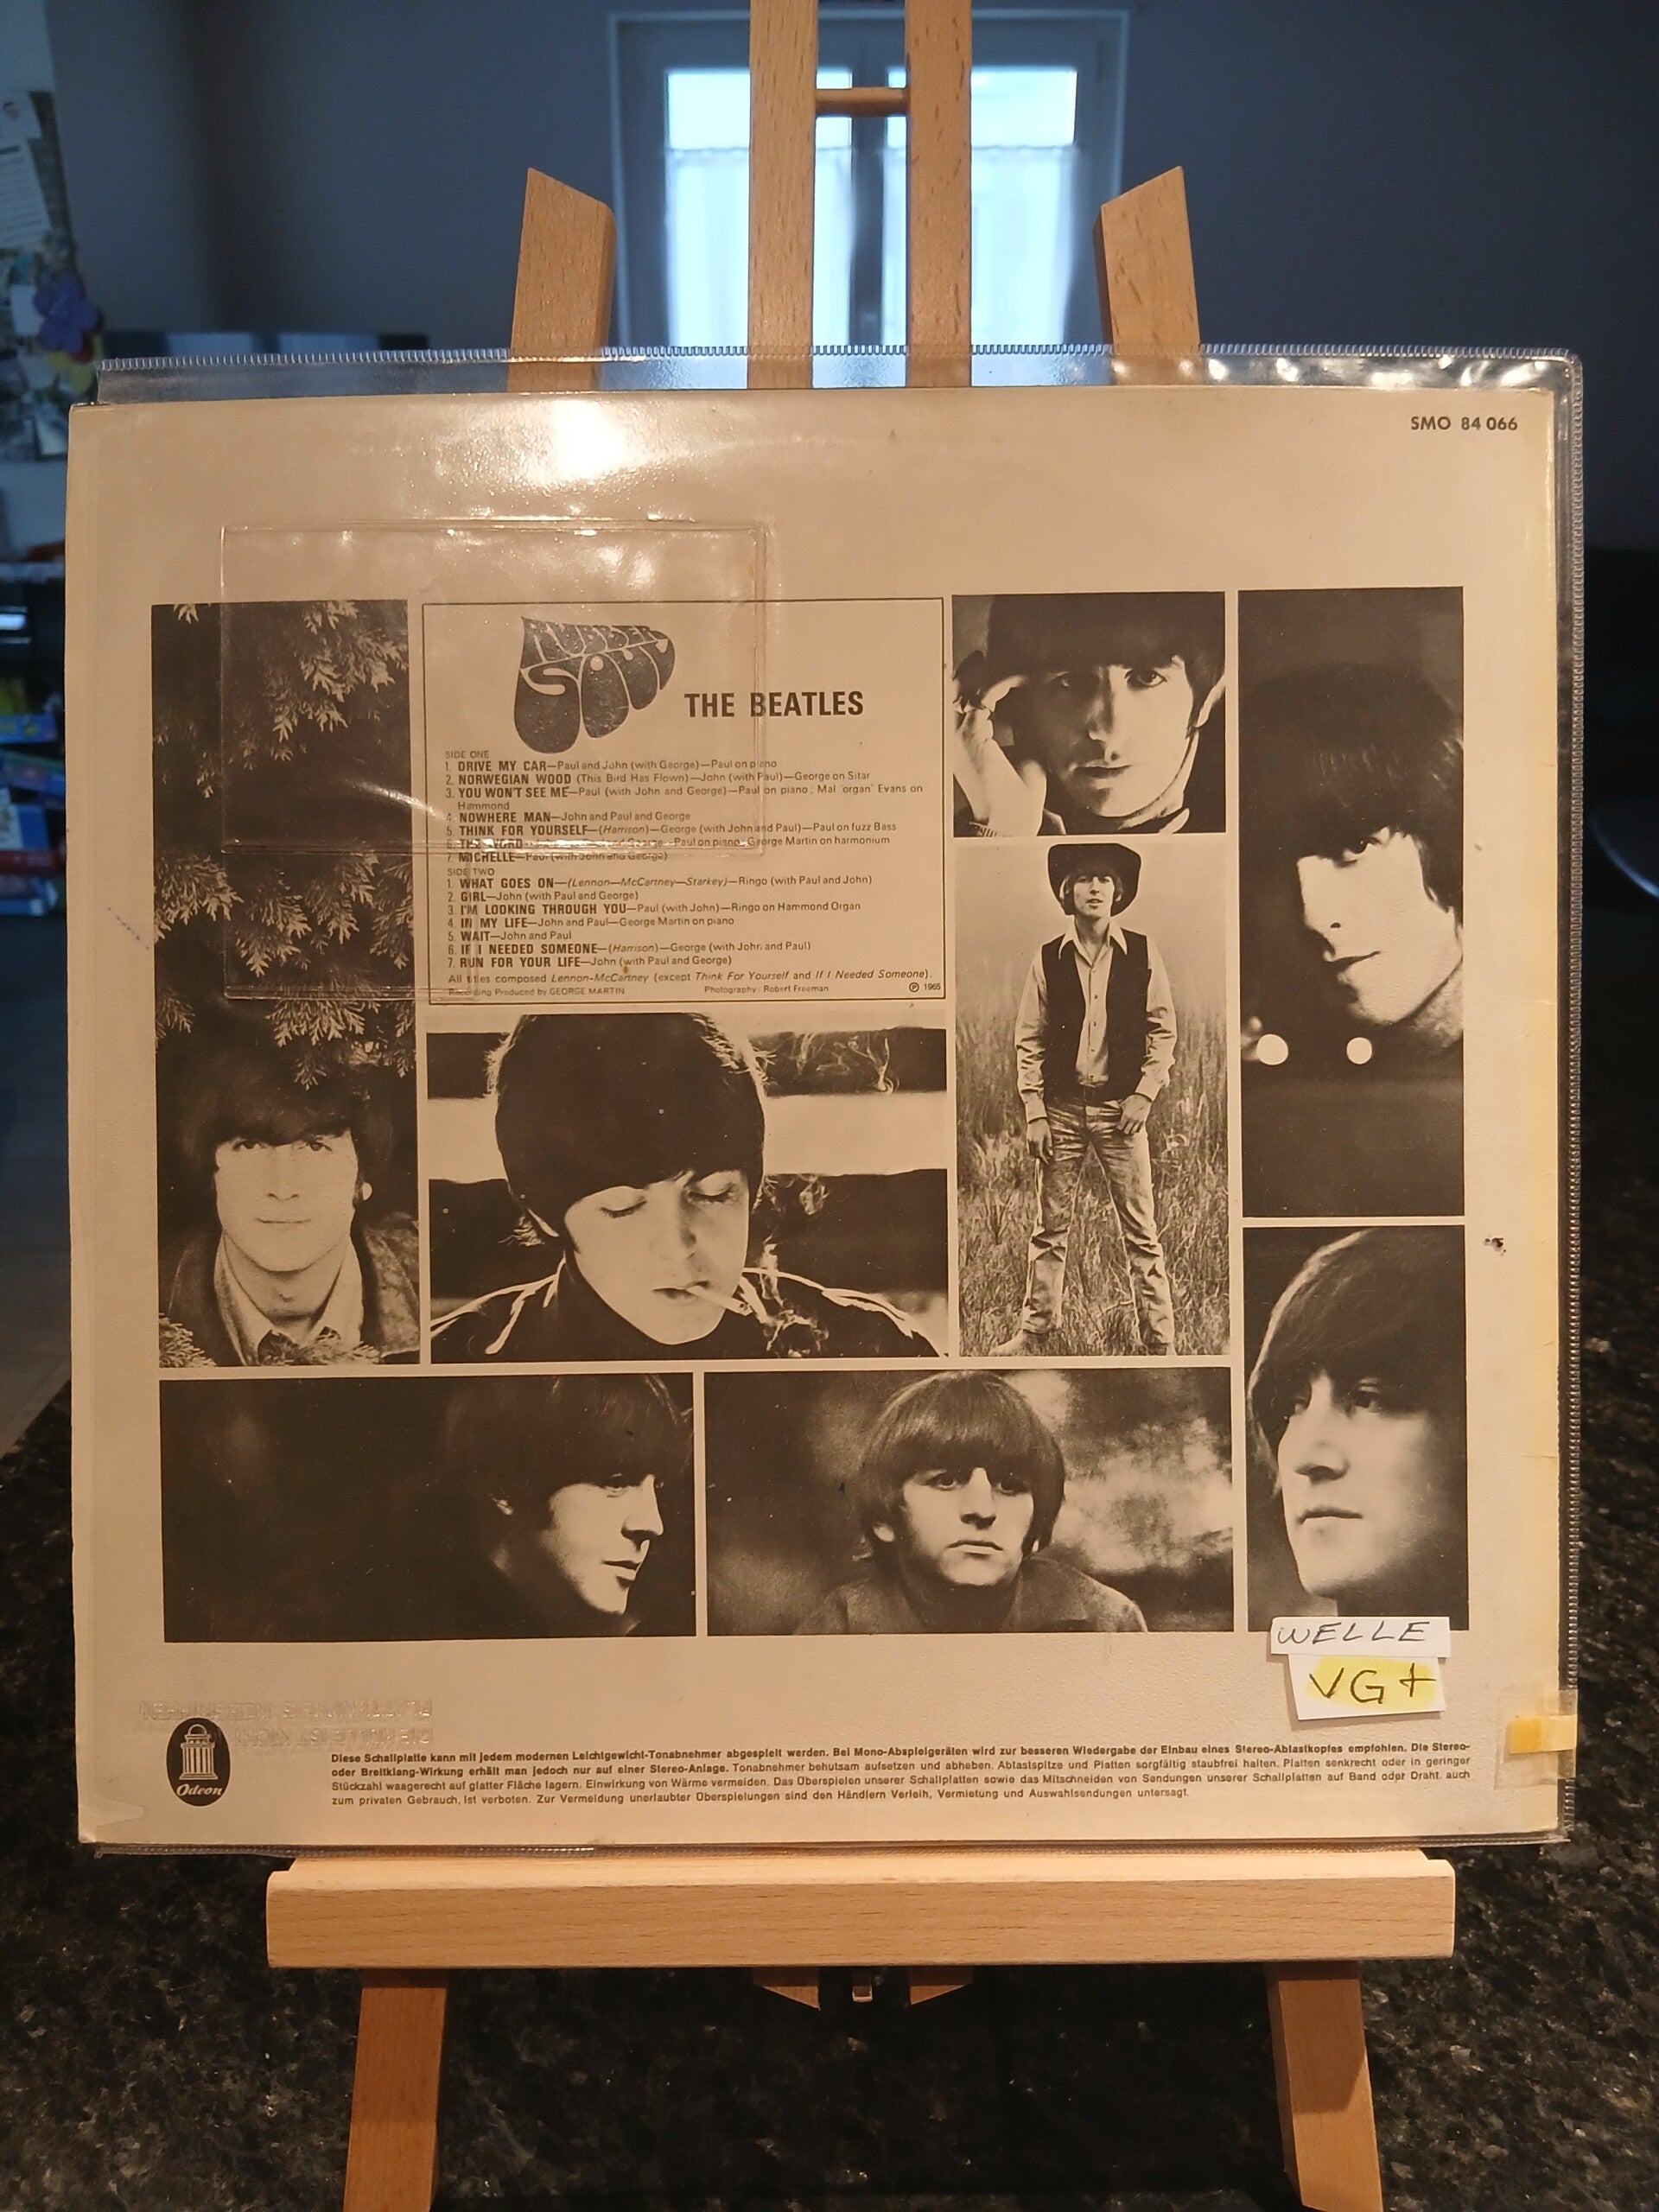 SMO 84 066
RUBBER
SOUL
THE BEATLES
SIDE ONE
1. DRIVE MY CAR—Paul and John (with George)—Paul on piano
2. NORWEGIAN WOOD (This Bird Has Flown)—John (with Paul)—George on Sitar
3. YOU WON'T SEE ME—Paul (with John and George)—Paul on piano, Mal 'organ' Evans on
Hammond
4. NOWHERE MAN—John and Paul and George
5. THINK FOR YOURSELF—(Harrison)—George (with John and Paul)—Paul on fuzz Bass
6. THE WORD— and George—Paul on piano, George Martin on harmonium
7. MICHELLE—Paul (with John and George)
SIDE TWO
1. WHAT GOES ON—(Lennon—McCartney—Starkey)—Ringo (with Paul and John)
2. GIRL—John (with Paul and George)
3. I'M LOOKING THROUGH YOU—Paul (with John)—Ringo on Hammond Organ
4. IN MY LIFE—John and Paul—George Martin on piano
5. WAIT—John and Paul
6. IF I NEEDED SOMEONE—(Harrison)—George (with John and Paul)
7. RUN FOR YOUR LIFE—John (with Paul and George)
All titles composed Lennon-McCartney (except Think For Yourself and If I Needed Someone).
Recording Produced by GEORGE MARTIN Photography: Robert Freeman ℗ 1965
WELLE
VG+
Odeon
Diese Schallplatte kann mit jedem modernen Leichtgewicht-Tonabnehmer abgespielt werden. Bei Mono-Abspielgeräten wird zur besseren Wiedergabe der Einbau eines Stereo-Abtastkopfes empfohlen. Die Stereo-
oder Breitklang-Wirkung erhält man jedoch nur auf einer Stereo-Anlage. Tonabnehmer behutsam aufsetzen und abheben. Abtastspitze und Platten sorgfältig staubfrei halten. Platten senkrecht oder in geringer
Stückzahl waagerecht auf glatter Fläche lagern. Einwirkung von Wärme vermeiden. Das Überspielen unserer Schallplatten sowie das Mitschneiden von Sendungen unserer Schallplatten auf Band oder Draht, auch
zum privaten Gebrauch, ist verboten. Zur Vermeidung unerlaubter Überspielungen sind den Händlern Verleih, Vermietung und Auswahlsendungen untersagt.